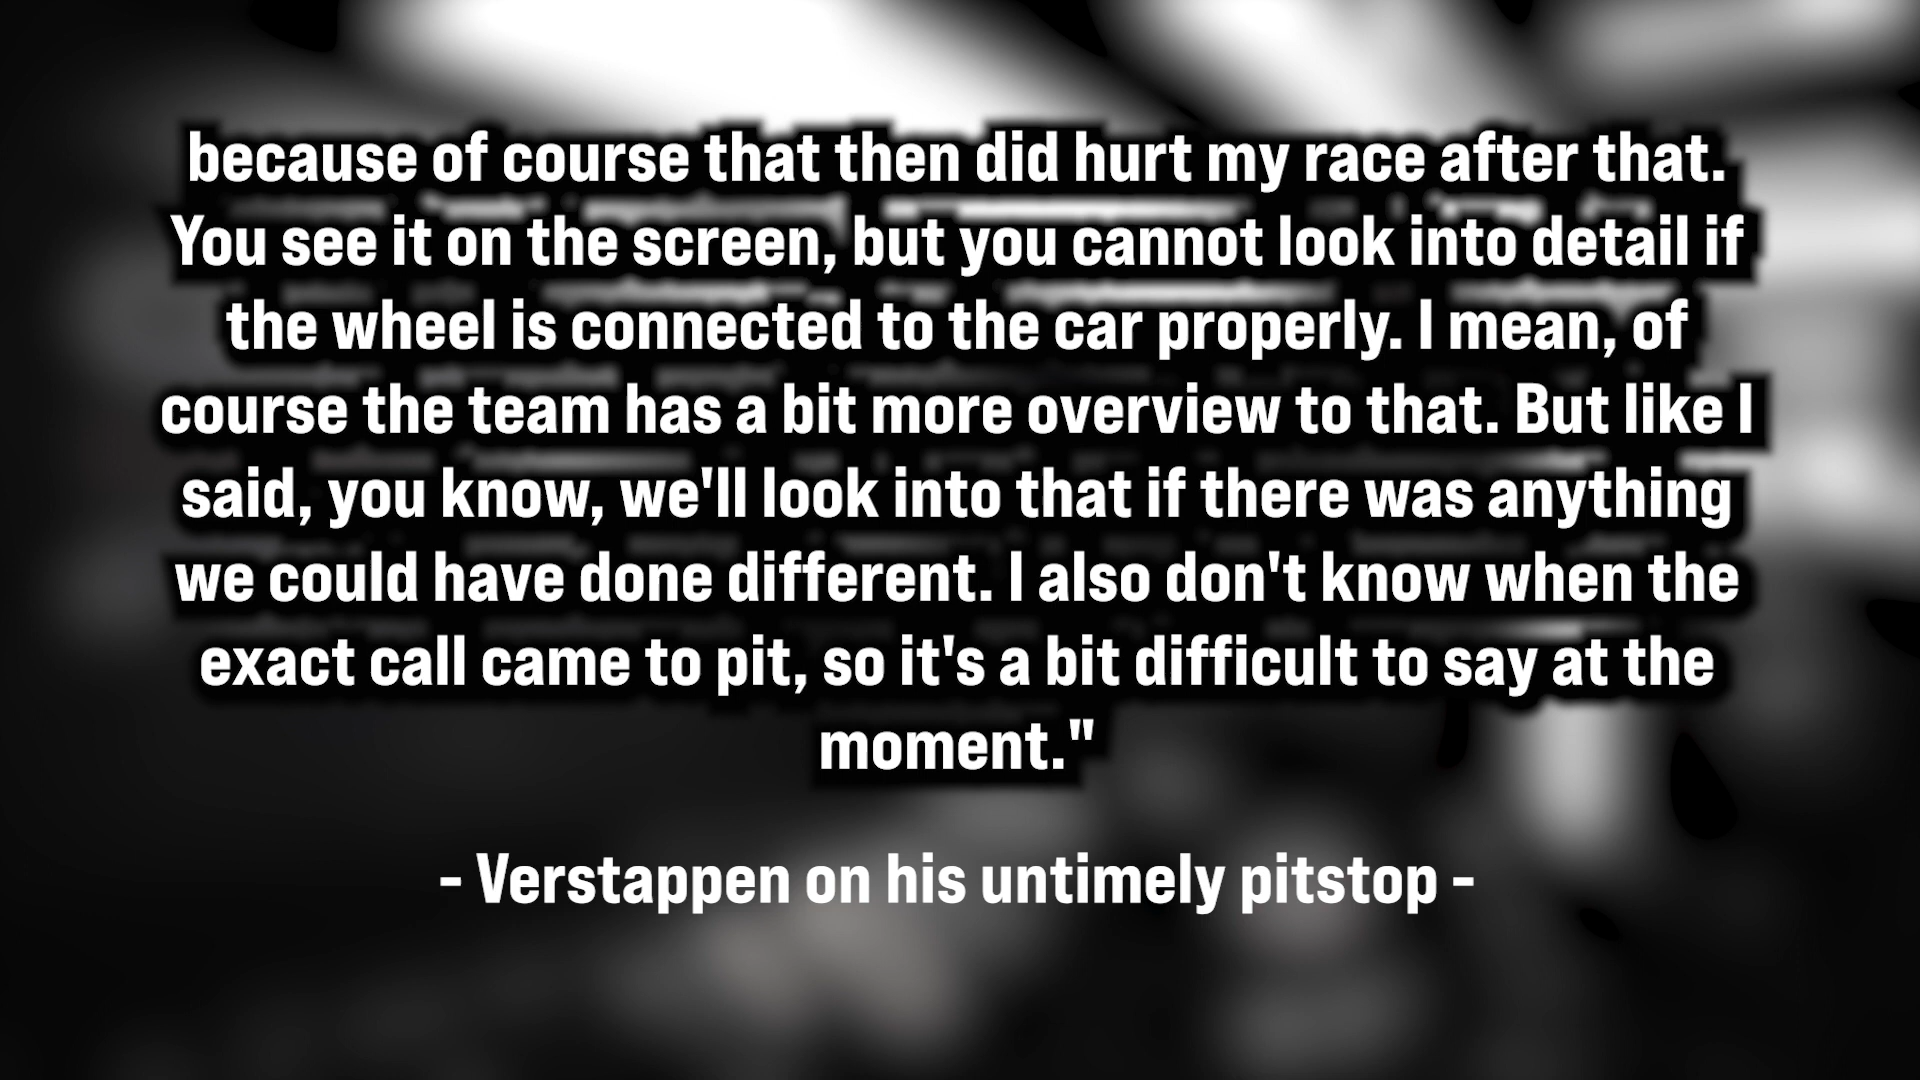 because of course that then did hurt my race after that.
You see it on the screen, but you cannot look into detail if
the wheel is connected to the car properly. I mean, of
course the team has a bit more overview to that. But like I
said, you know, we'll look into that if there was anything
we could have done different. I also don't know when the
exact call came to pit, so it's a bit difficult to say at the
moment."
- Verstappen on his untimely pitstop -